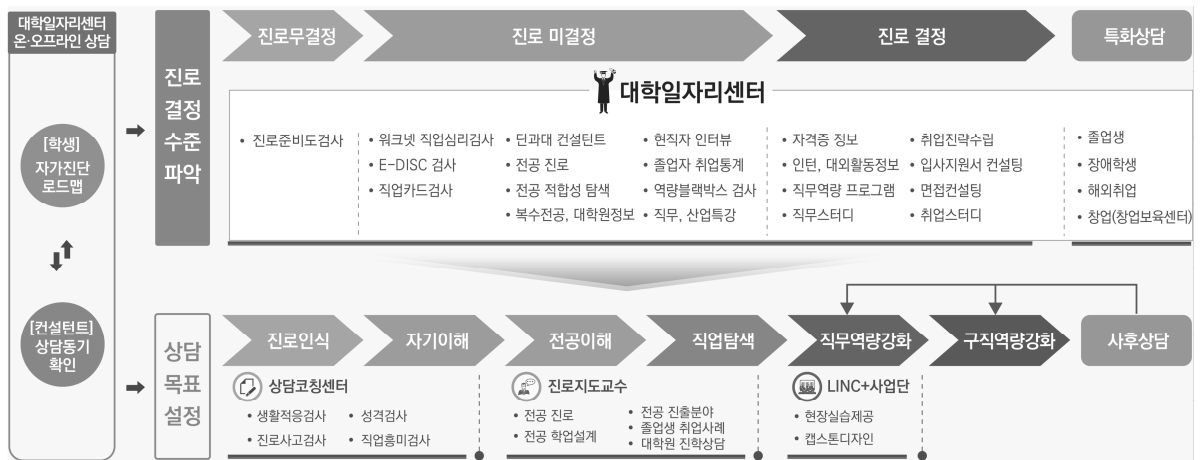 대학일자리센터
온·오프라인 상담
[학생]
자가진단
로드맵
[컨설턴트]
상담동기
확인
진로
결정
수준
파악
진로무결정
진로 미결정
진로 결정
특화상담
대학일자리센터
• 진로준비도검사
• 워크넷 직업심리검사
• E-DISC 검사
• 직업카드검사
• 단과대 컨설턴트
• 전공 진로
• 전공 적합성 탐색
• 복수전공, 대학원정보
• 현직자 인터뷰
• 졸업자 취업통계
• 역량블랙박스 검사
• 직무, 산업특강
• 자격증 정보
• 인턴, 대외활동정보
• 직무역량 프로그램
• 직무스터디
• 취업전략수립
• 입사지원서 컨설팅
• 면접컨설팅
• 취업스터디
• 졸업생
• 장애학생
• 해외취업
• 창업(창업보육센터)
상담
목표
설정
진로인식
자기이해
전공이해
직업탐색
직무역량강화
구직역량강화
사후상담
상담코칭센터
• 생활적응검사
• 진로사고검사
• 성격검사
• 직업흥미검사
진로지도교수
• 전공 진로
• 전공 학업설계
• 전공 진출분야
• 졸업생 취업사례
• 대학원 진학상담
LINC+사업단
• 현장실습제공
• 캡스톤디자인